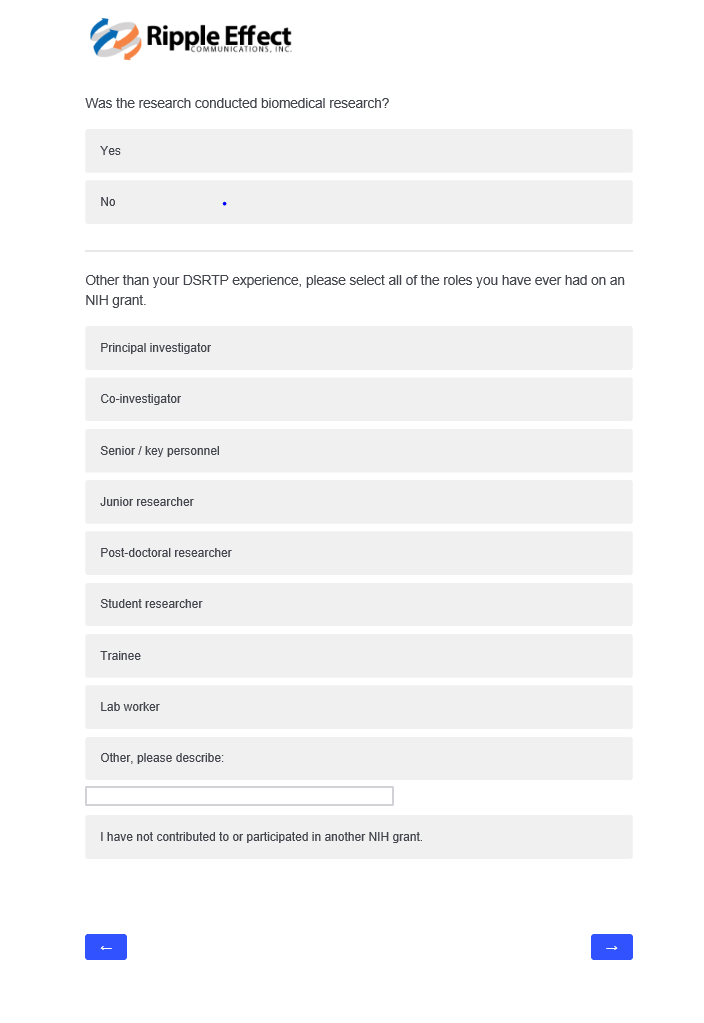 Ripple Effect
COMMUNICATIONS, INC.
Was the research conducted biomedical research?
Yes
No
Other than your DSRTP experience, please select all of the roles you have ever had on an
NIH grant.
Principal investigator
Co-investigator
Senior / key personnel
Junior researcher
Post-doctoral researcher
Student researcher
Trainee
Lab worker
Other, please describe:
I have not contributed to or participated in another NIH grant.
← →